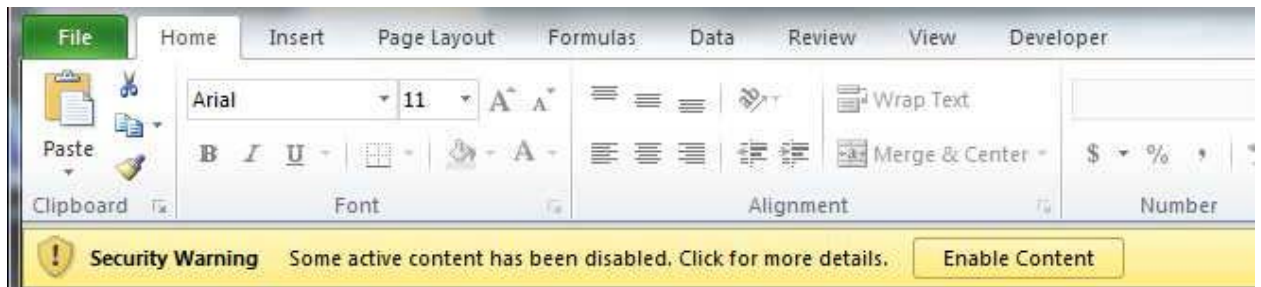 File Home Insert Page Layout Formulas Data Review View Developer
Arial 11 A A Wrap Text
Paste B I U A Merge & Center $ % ,
Clipboard Font Alignment Number
Security Warning Some active content has been disabled. Click for more details. Enable Content